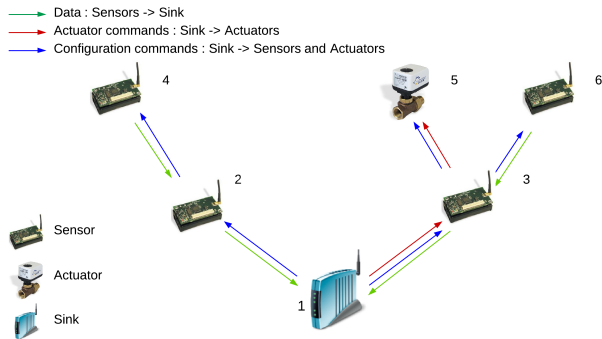 Data : Sensors -> Sink
Actuator commands : Sink -> Actuators
Configuration commands : Sink -> Sensors and Actuators
4
5
6
2
3
Sensor
Actuator
1
Sink